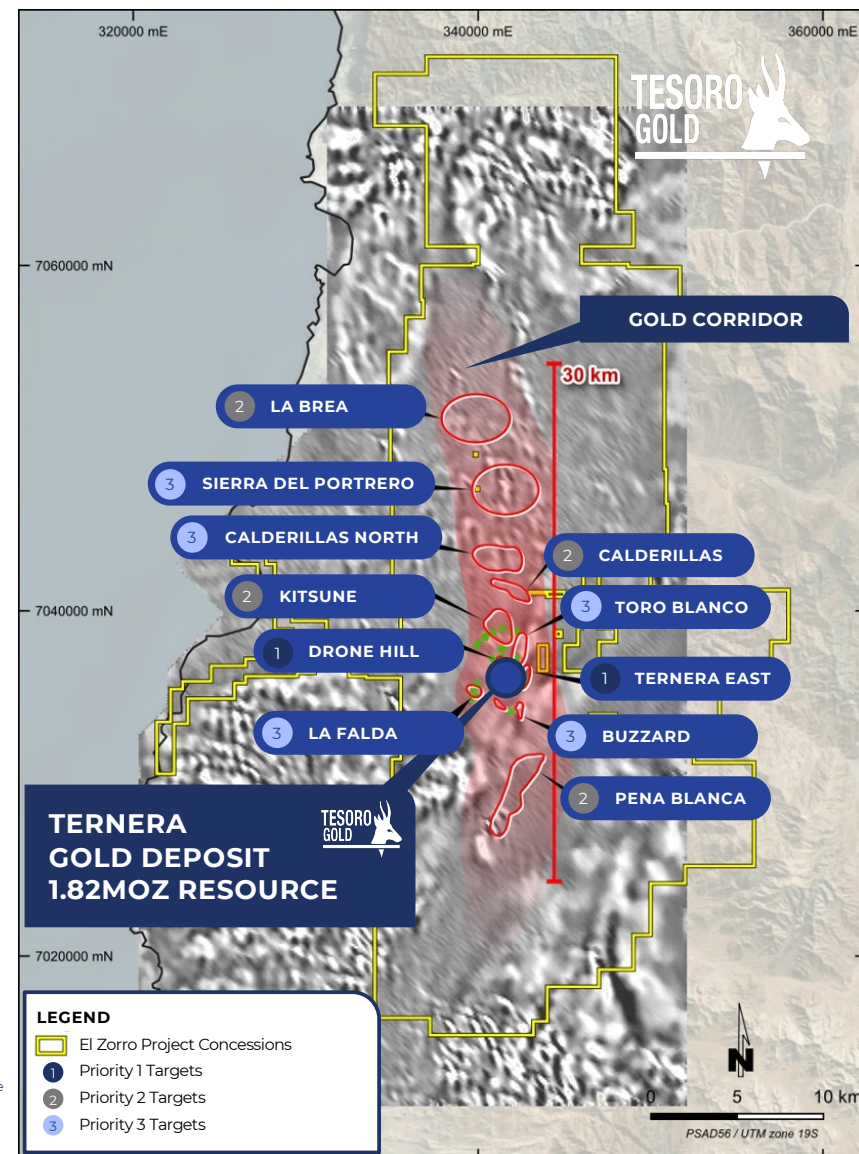 320000 mE
340000 mE
360000 mE
TESORO
GOLD
7060000 mN
GOLD CORRIDOR
30 km
2 LA BREA
3 SIERRA DEL PORTRERO
3 CALDERILLAS NORTH
2 CALDERILLAS
2 KITSUNE
3 TORO BLANCO
7040000 mN
1 DRONE HILL
1 TERNERA EAST
3 LA FALDA
3 BUZZARD
2 PENA BLANCA
TERNERA
GOLD DEPOSIT
1.82MOZ RESOURCE
TESORO
GOLD
7020000 mN
LEGEND
El Zorro Project Concessions
1 Priority 1 Targets
2 Priority 2 Targets
3 Priority 3 Targets
e
N
0 5 10 km
PSAD56 / UTM zone 19S